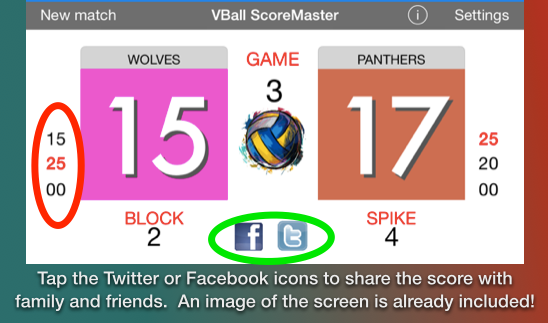 New match VBall ScoreMaster i Settings
WOLVES GAME PANTHERS
3
15 17
15 25
25 20
00 00
BLOCK SPIKE
2 f t 4
Tap the Twitter or Facebook icons to share the score with
family and friends. An image of the screen is already included!